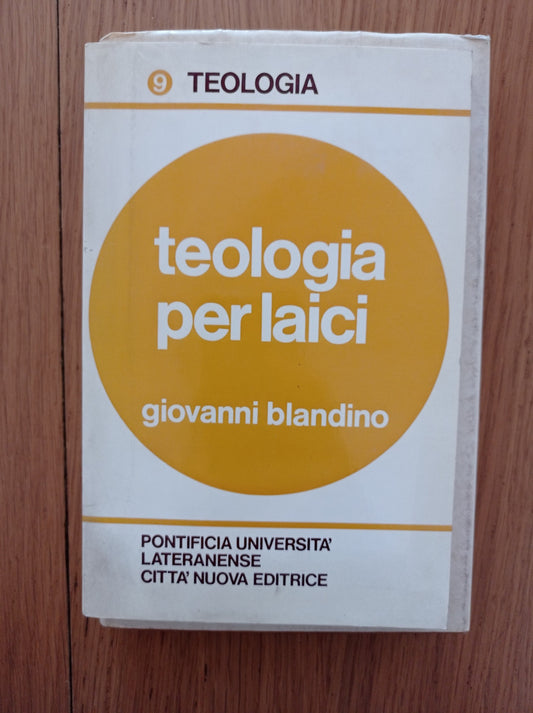 9 TEOLOGIA
teologia
per laici
giovanni blandino
PONTIFICIA UNIVERSITA'
LATERANENSE
CITTA' NUOVA EDITRICE